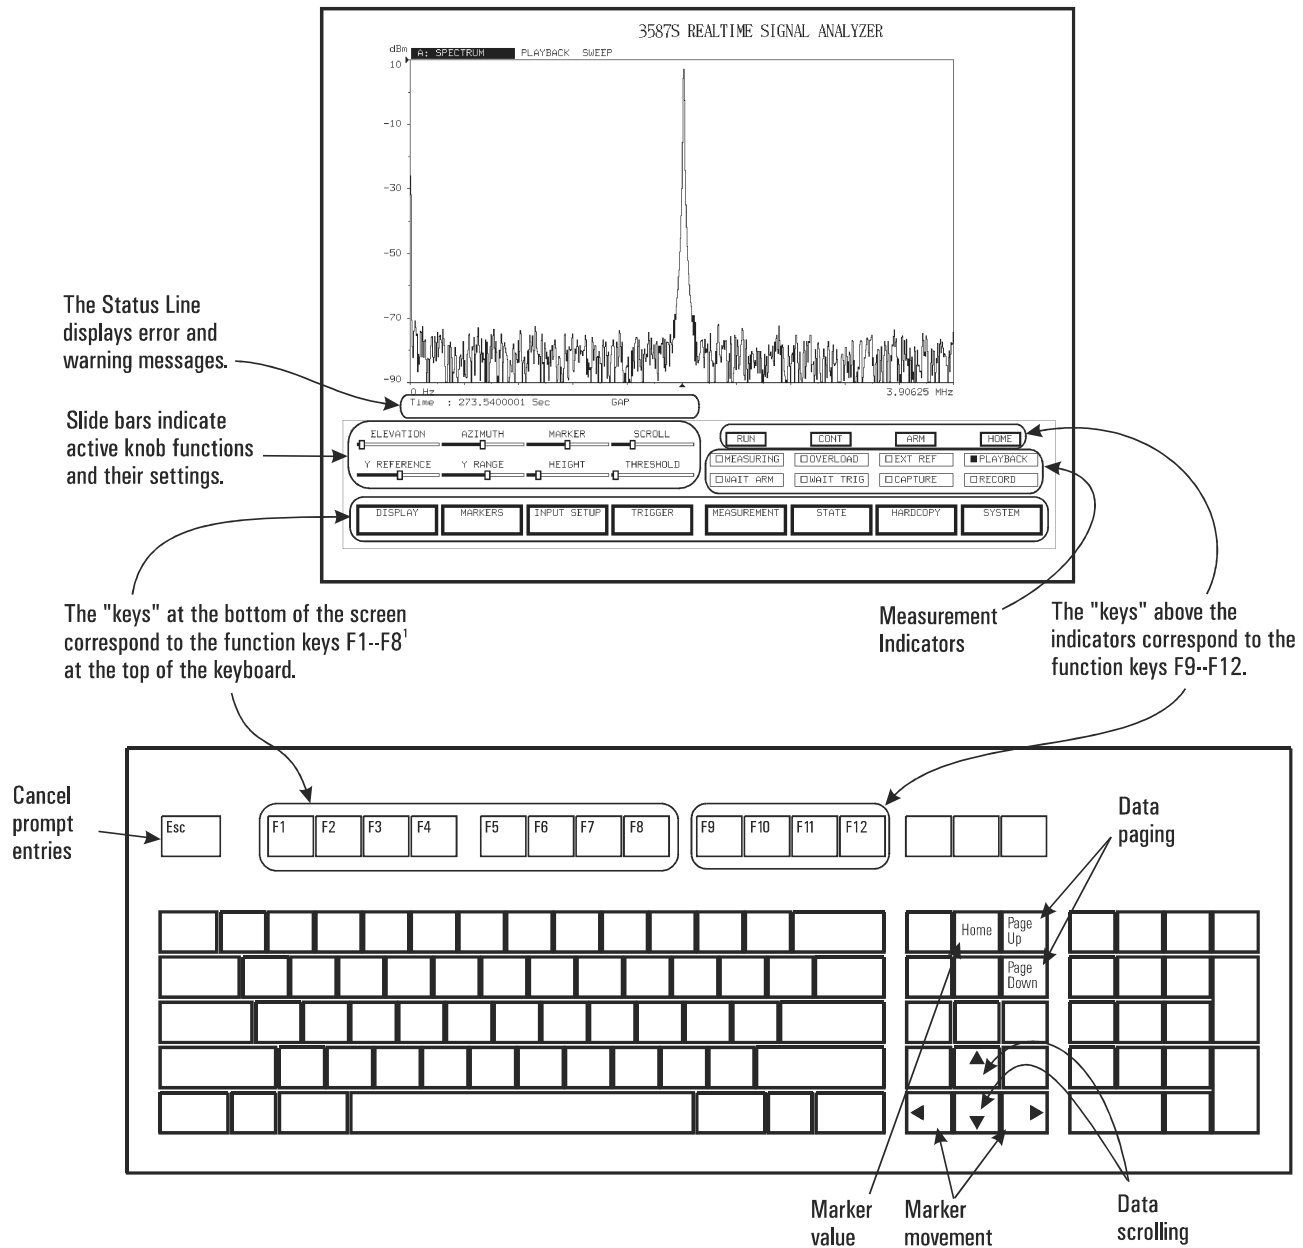 3587S REALTIME SIGNAL ANALYZER
dBm
A: SPECTRUM PLAYBACK SWEEP
10
-10
-30
-50
-70
-90
0 Hz
3.90625 MHz
Time : 273.5400001 Sec GAP
The Status Line
displays error and
warning messages.
Slide bars indicate
active knob functions
and their settings.
ELEVATION AZIMUTH MARKER SCROLL
Y REFERENCE Y RANGE HEIGHT THRESHOLD
RUN CONT ARM HOME
MEASURING OVERLOAD EXT REF PLAYBACK
WAIT ARM WAIT TRIG CAPTURE RECORD
DISPLAY MARKERS INPUT SETUP TRIGGER MEASUREMENT STATE HARDCOPY SYSTEM
The "keys" at the bottom of the screen
correspond to the function keys F1--F8¹
at the top of the keyboard.
Measurement
Indicators
The "keys" above the
indicators correspond to the
function keys F9--F12.
Cancel
prompt
entries
Esc
F1 F2 F3 F4 F5 F6 F7 F8 F9 F10 F11 F12
Data
paging
Home
Page
Up
Page
Down
Marker
value
Marker
movement
Data
scrolling